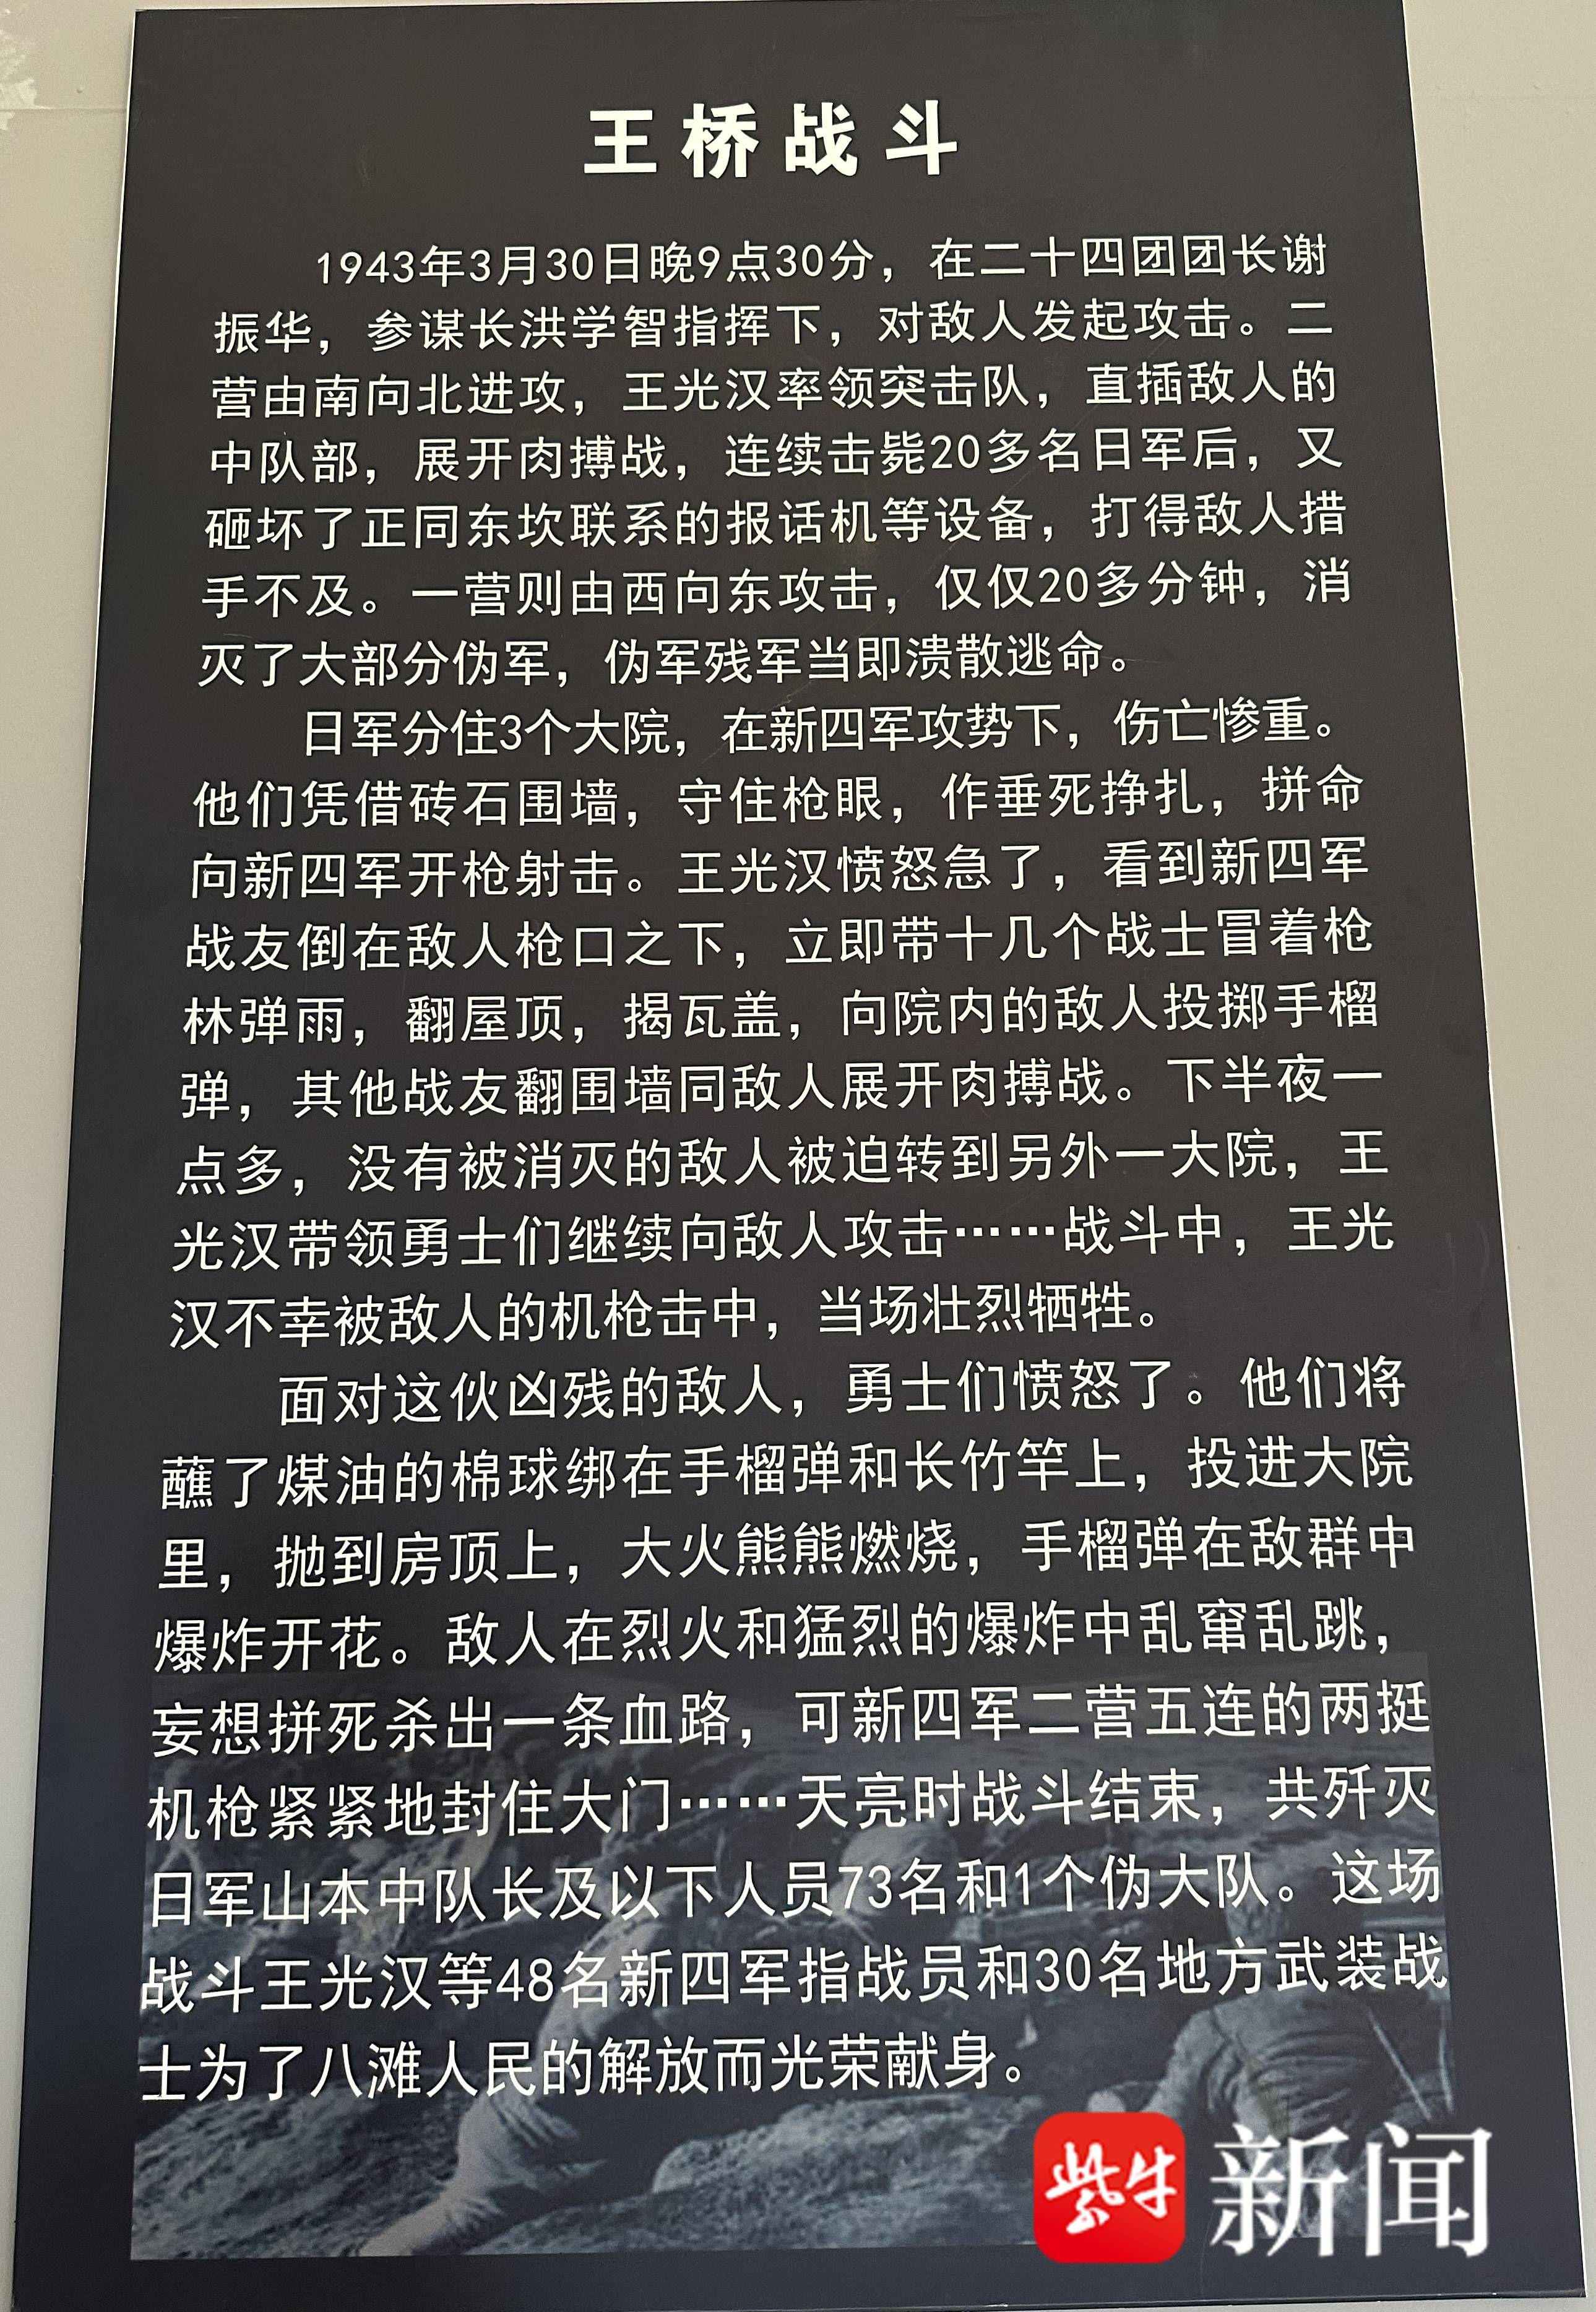 王桥战斗
1943年3月30日晚9点30分，在二十四团团长谢
振华，参谋长洪学智指挥下，对敌人发起攻击。二
营由南向北进攻，王光汉率领突击队，直插敌人的
中队部，展开肉搏战，连续击毙20多名日军后，又
砸坏了正同东坎联系的报话机等设备，打得敌人措
手不及。一营则由西向东攻击，仅仅20多分钟，消
灭了大部分伪军，伪军残军当即溃散逃命。
日军分住3个大院，在新四军攻势下，伤亡惨重。
他们凭借砖石围墙，守住枪眼，作垂死挣扎，拼命
向新四军开枪射击。王光汉愤怒急了，看到新四军
战友倒在敌人枪口之下，立即带十几个战士冒着枪
林弹雨，翻屋顶，揭瓦盖，向院内的敌人投掷手榴
弹，其他战友翻围墙同敌人展开肉搏战。下半夜一
点多，没有被消灭的敌人被迫转到另外一大院，王
光汉带领勇士们继续向敌人攻击……战斗中，王光
汉不幸被敌人的机枪击中，当场壮烈牺牲。
面对这伙凶残的敌人，勇士们愤怒了。他们将
蘸了煤油的棉球绑在手榴弹和长竹竿上，投进大院
里，抛到房顶上，大火熊熊燃烧，手榴弹在敌群中
爆炸开花。敌人在烈火和猛烈的爆炸中乱窜乱跳，
妄想拼死杀出一条血路，可新四军二营五连的两挺
机枪紧紧地封住大门……天亮时战斗结束，共歼灭
日军山本中队长及以下人员73名和1个伪大队。这场
战斗王光汉等48名新四军指战员和30名地方武装战
士为了八滩人民的解放而光荣献身。
紫牛 新闻